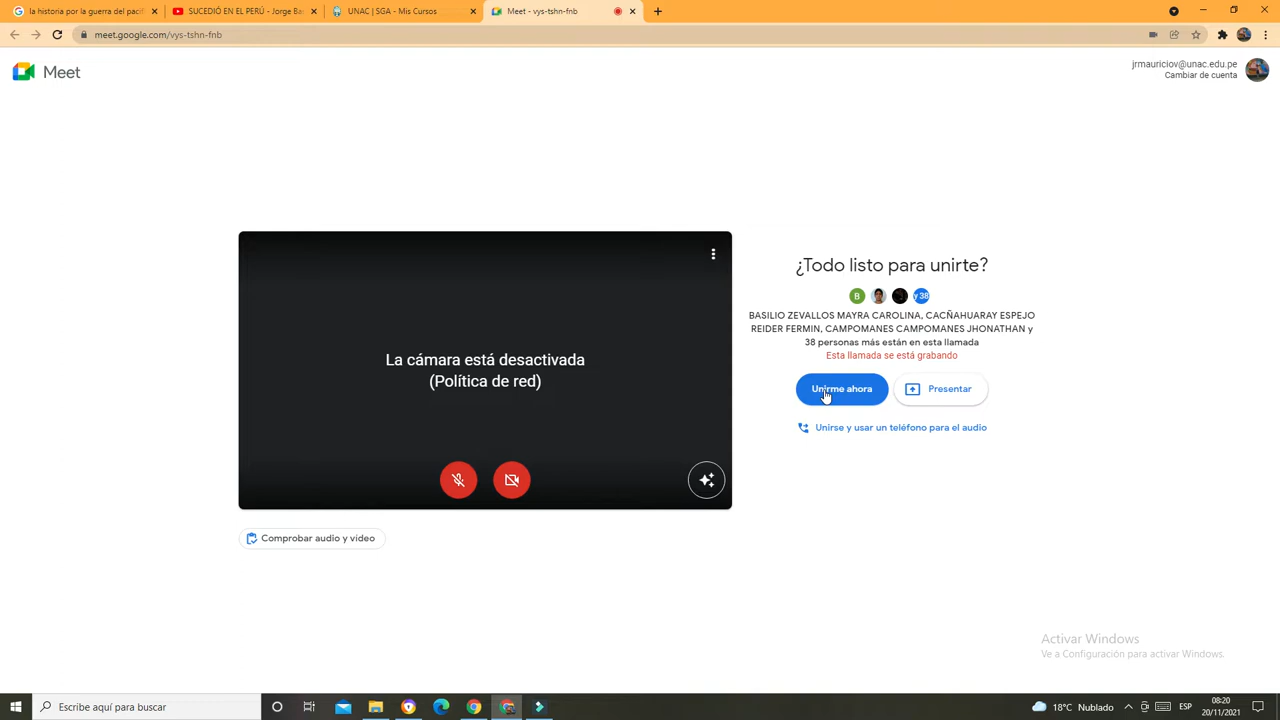 la historia por la guerra del pacif
SUCEDIÓ EN EL PERÚ - Jorge Ba
UNAC | SGA - Mis Cursos
Meet - vys-tshn-fnb
meet.google.com/vys-tshn-fnb
Meet
jrmauriciov@unac.edu.pe
Cambiar de cuenta
¿Todo listo para unirte?
B
y 38
BASILIO ZEVALLOS MAYRA CAROLINA, CACÑAHUARAY ESPEJO
REIDER FERMIN, CAMPOMANES CAMPOMANES JHONATHAN y
38 personas más están en esta llamada
Esta llamada se está grabando
La cámara está desactivada
(Política de red)
Unirme ahora
Presentar
Unirse y usar un teléfono para el audio
Comprobar audio y vídeo
Activar Windows
Ve a Configuración para activar Windows.
Escribe aquí para buscar
18°C Nublado
ESP
08:20
20/11/2021